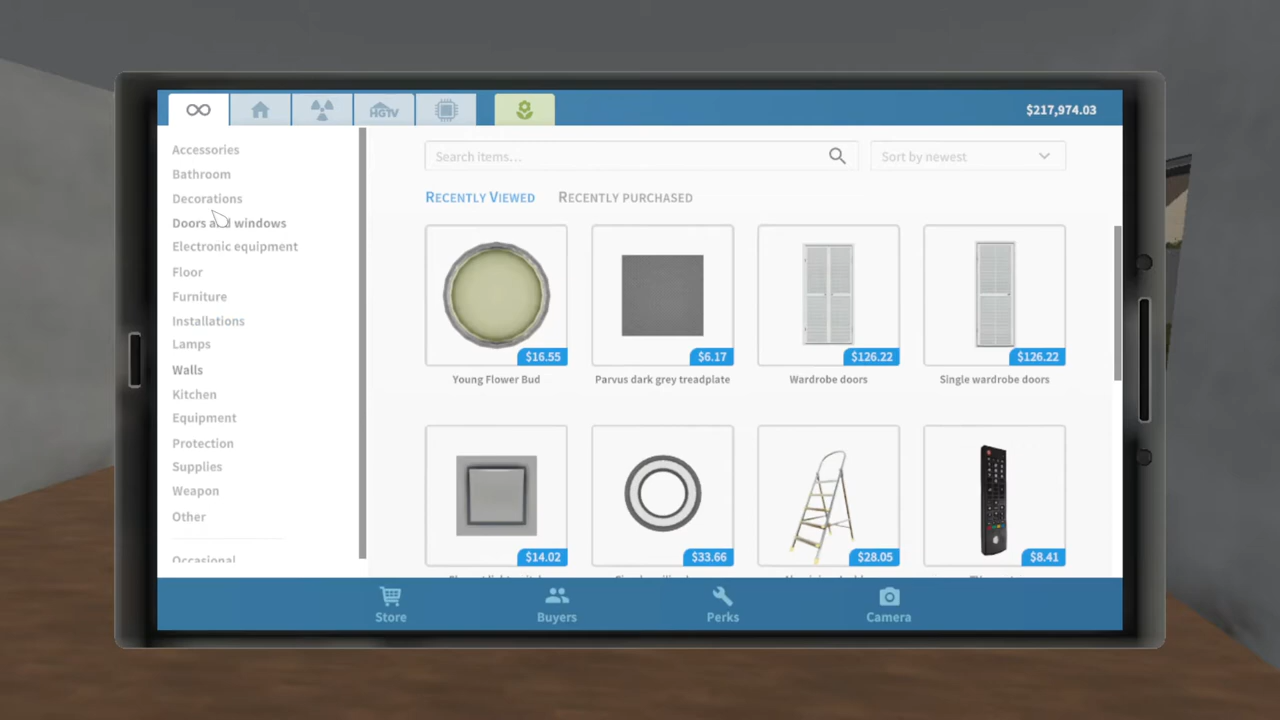 HGTV
$217,974.03
Accessories
Bathroom
Decorations
Doors and windows
Electronic equipment
Floor
Furniture
Installations
Lamps
Walls
Kitchen
Equipment
Protection
Supplies
Weapon
Other
Occasional
Search items...
Sort by newest
RECENTLY VIEWED
RECENTLY PURCHASED
$16.55
$6.17
$126.22
$126.22
Young Flower Bud
Parvus dark grey treadplate
Wardrobe doors
Single wardrobe doors
$14.02
$33.66
$28.05
$8.41
Store
Buyers
Perks
Camera